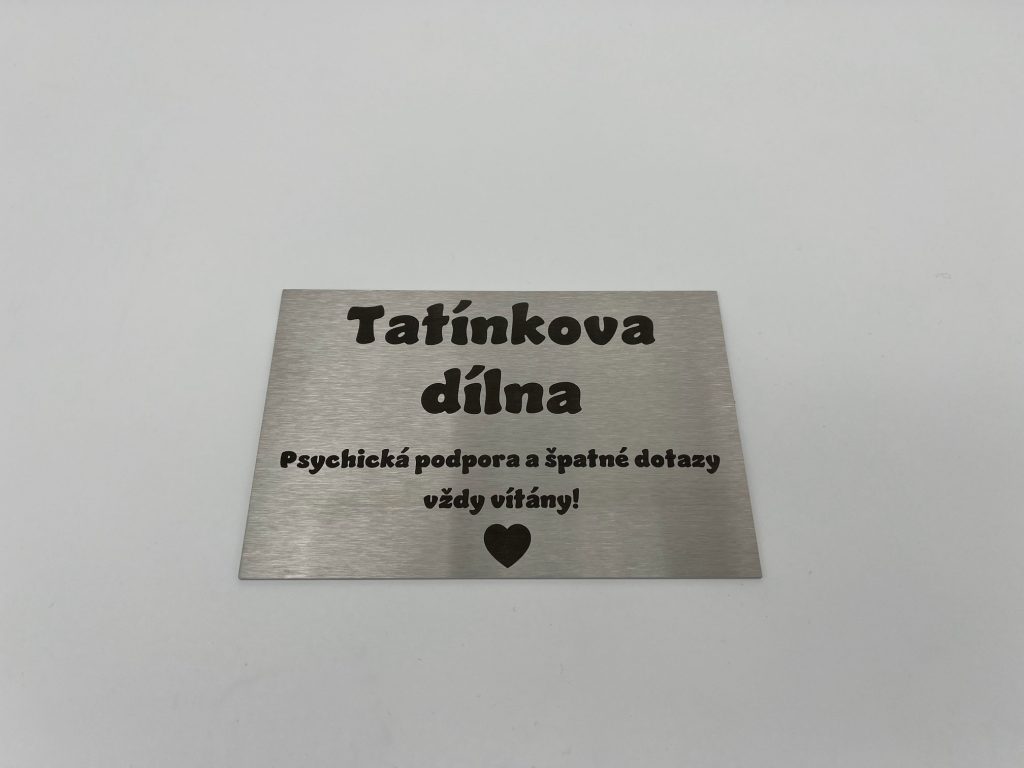 Tatínkova
dílna
Psychická podpora a špatné dotazy
vždy vítány!